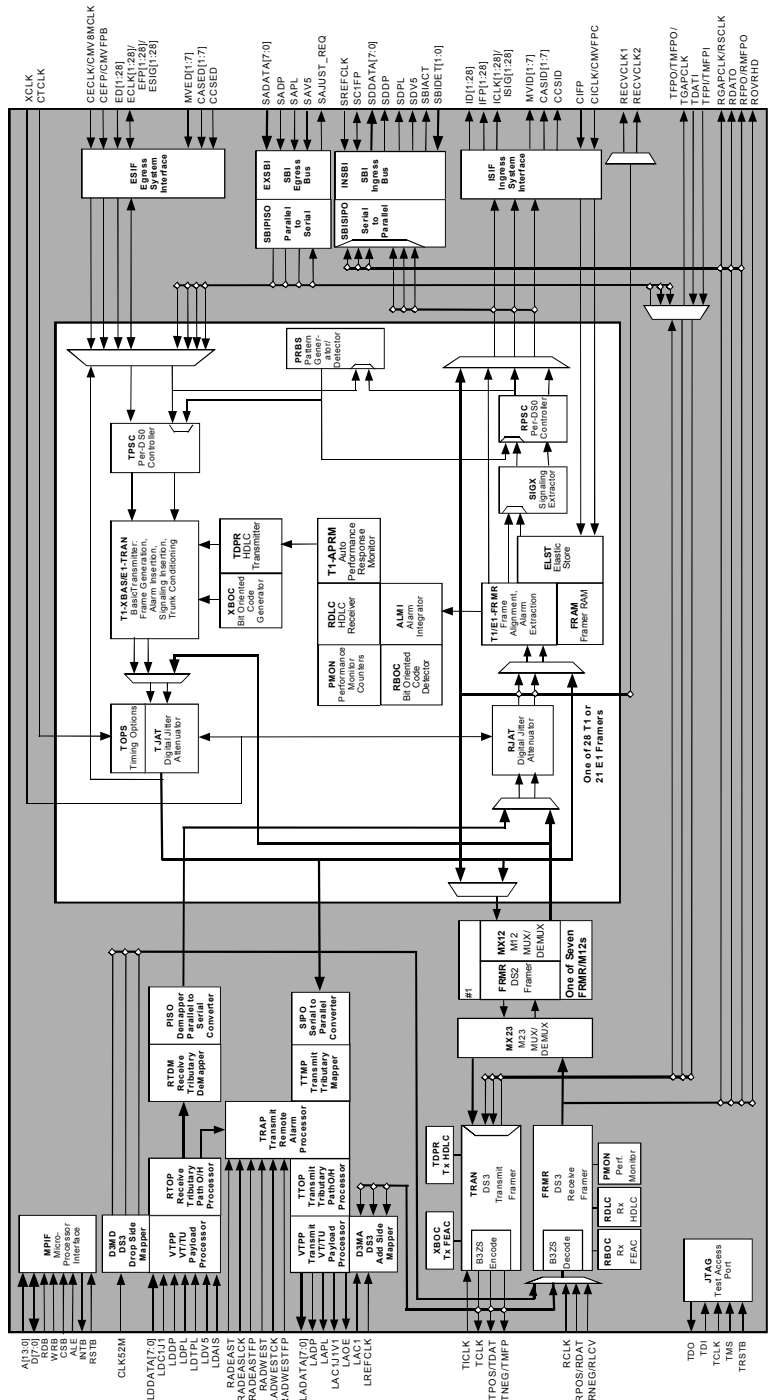 XCLK
CTCLK
CECLK/CMV8MCLK
CEFP/CMVFPB
ED[1:28]
ECLK[1:28]/
EFP[1:28]/
ESIG[1:28]
MVED[1:7]
CASED[1:7]
CCSED
SADATA[7:0]
SADP
SAPL
SAV5
SAJUST_REQ
SREFCLK
SC1FP
SDDATA[7:0]
SDDP
SDPL
SDV5
SBIACT
SBIDET[1:0]
ID[1:28]
IFP[1:28]
ICLK[1:28]/
ISIG[1:28]
MVID[1:7]
CASID[1:7]
CCSID
CIFP
CICLK/CMVFPC
RECVCLK1
RECVCLK2
TFPO/TMFPO/
TGAPCLK
TDATI
TFPI/TMFPI
RGAPCLK/RSCLK
RDATO
RFPO/RMFPO
ROVRHD
ESIF
Egress
System
Interface
EXSBI
SBI
Egress
Bus
SBIPISO
Parallel
to
Serial
INSBI
SBI
Ingress
Bus
SBISIPO
Serial
to
Parallel
ISIF
Ingress
System
Interface
PRBS
Pattern
Gener-
ator/
Detector
TPSC
Per-DS0
Controller
RPSC
Per-DS0
Controller
SIGX
Signaling
Extractor
T1-XBAS/E1-TRAN
BasicTransmitter:
Frame Generation,
Alarm Insertion,
Signaling Insertion,
Trunk Conditioning
TDPR
HDLC
Transmitter
XBOC
Bit Oriented
Code
Generator
T1-APRM
Auto
Performance
Response
Monitor
RDLC
HDLC
Receiver
ALMI
Alarm
Integrator
PMON
Performance
Monitor
Counters
RBOC
Bit Oriented
Code
Detector
ELST
Elastic
Store
T1/E1-FRMR
Frame
Alignment,
Alarm
Extraction
FRAM
Framer RAM
TOPS
Timing Options
TJAT
Digital Jitter
Attenuator
RJAT
Digital Jitter
Attenuator
One of 28 T1 or
21 E1 Framers
PISO
Demapper
Parallel to
Serial
Converter
RTDM
Receive
Tributary
DeMapper
SIPO
Serial to
Parallel
Converter
TTMP
Transmit
Tributary
Mapper
#1
MX12
M12
MUX/
DEMUX
FRMR
DS2
Framer
One of Seven
FRMR/M12s
MX23
M23
MUX/
DEMUX
TRAP
Transmit
Remote
Alarm
Processor
MPIF
Micro-
Processor
Interface
D3MD
DS3
Drop Side
Mapper
RTOP
Receive
Tributary
Path O/H
Processor
VTPP
VT/TU
Payload
Processor
TTOP
Transmit
Tributary
PathO/H
Processor
VTPP
Transmit
VT/TU
Payload
Processor
D3MA
DS3
Add Side
Mapper
TDPR
Tx HDLC
XBOC
Tx FEAC
TRAN
DS3
Transmit
Framer
B3ZS
Encode
FRMR
DS3
Receive
Framer
B3ZS
Decode
PMON
Perf.
Monitor
RDLC
Rx
HDLC
RBOC
Rx
FEAC
JTAG
Test Access
Port
A[13:0]
D[7:0]
RDB
WRB
CSB
ALE
INTB
RSTB
CLK52M
LDDATA[7:0]
LDC1J1
LDDP
LDPL
LDTPL
LDV5
LDAIS
RADEAST
RADEASLCK
RADEASTFP
RADWEST
RADWESTCK
RADWESTFP
LADATA[7:0]
LADP
LAPL
LAC1J1V1
LAOE
LAC1
LREFCLK
TICLK
TCLK
TPOS/TDAT
TNEG/TMFP
RCLK
RPOS/RDAT
RNEG/RLCV
TDO
TDI
TCLK
TMS
TRSTB